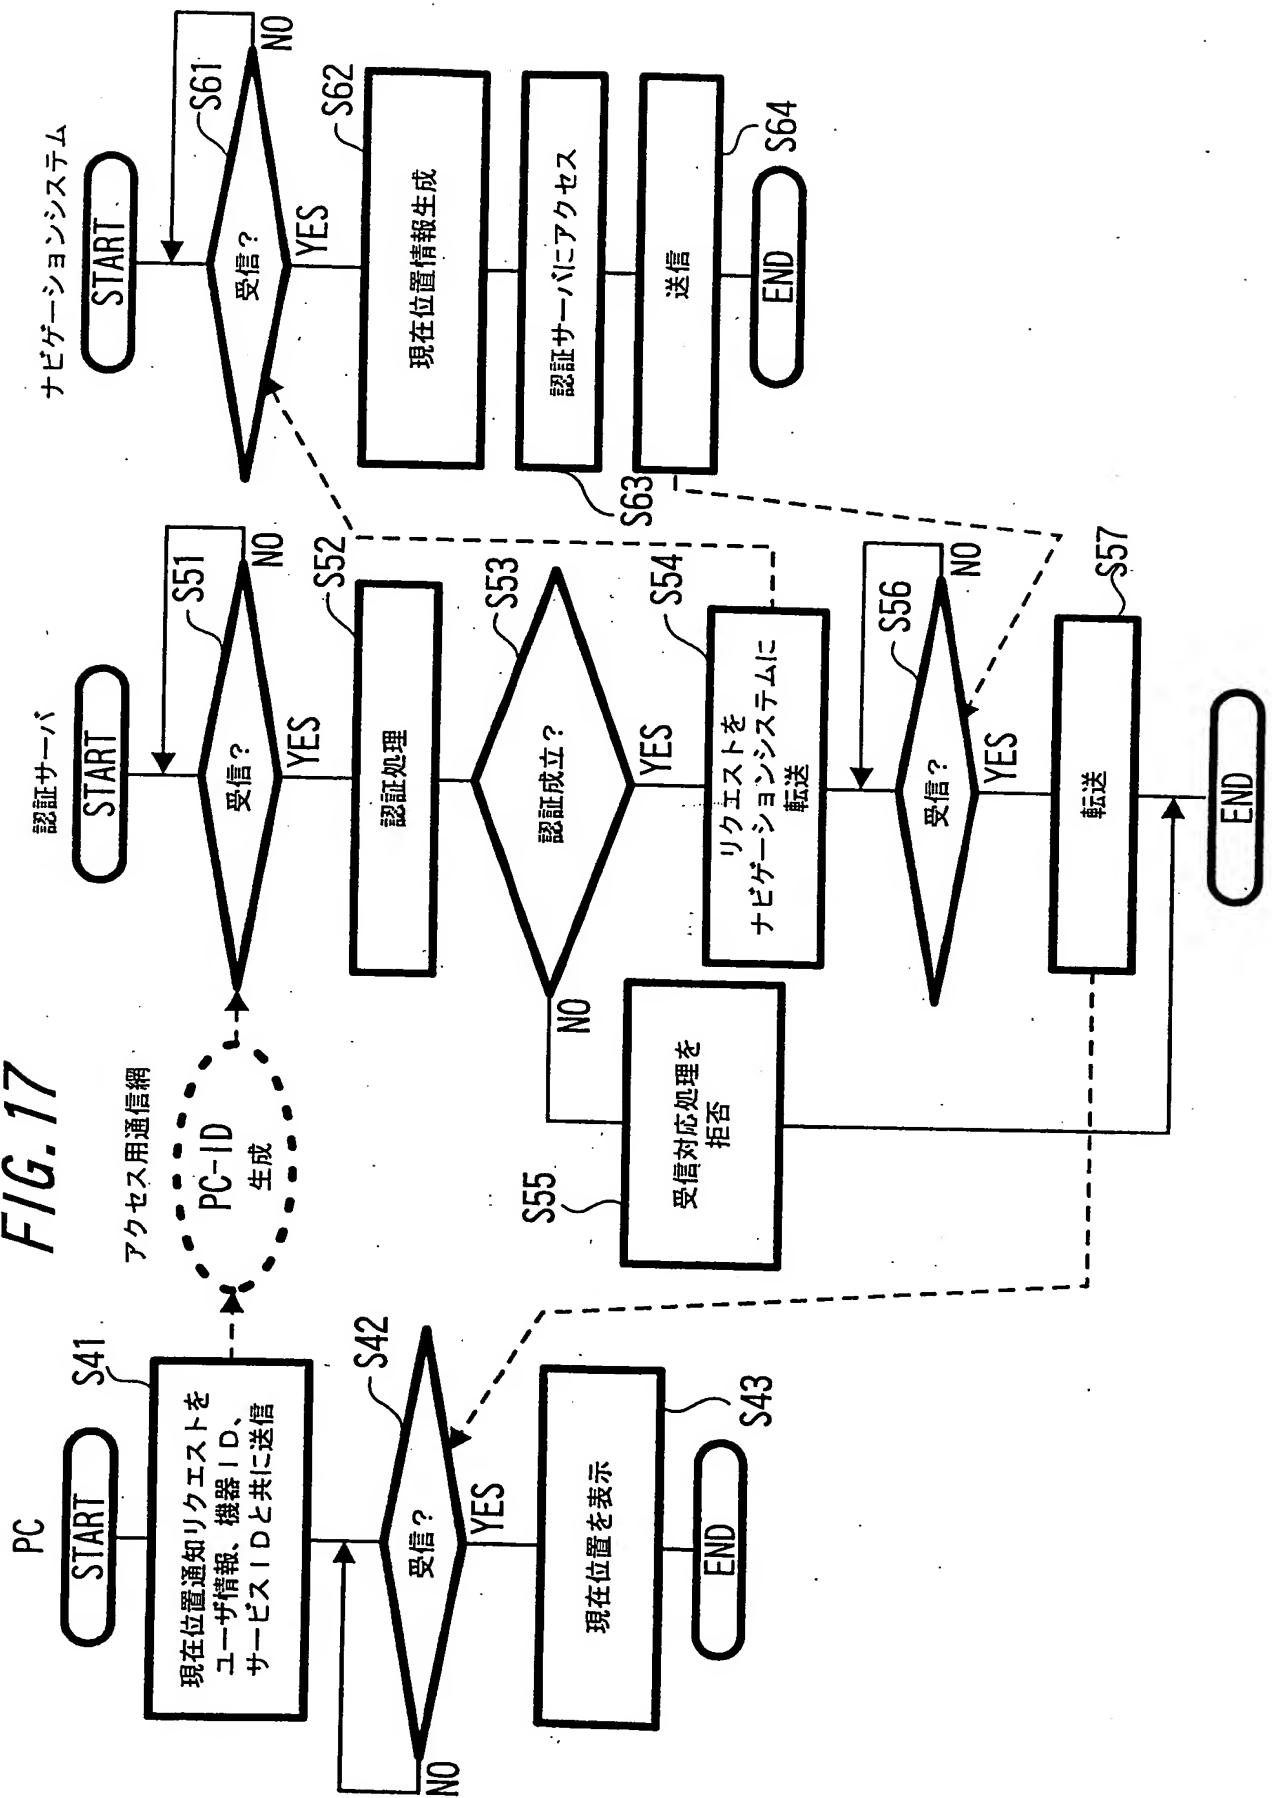 FIG.17
PC
START
S41
現在位置通知リクエストを
ユーザ情報、機器ID、
サービスIDと共に送信
S42
受信?
NO
YES
現在位置を表示
S43
END
アクセス用通信網
PC-ID
生成
認証サーバ
START
S51
受信?
NO
YES
S52
認証処理
S53
認証成立?
NO
YES
S54
リクエストを
ナビゲーションシステムに
転送
S55
受信対応処理を
拒否
S56
受信?
NO
YES
S57
転送
END
ナビゲーションシステム
START
S61
受信?
NO
YES
S62
現在位置情報生成
認証サーバにアクセス
S63
送信
S64
END